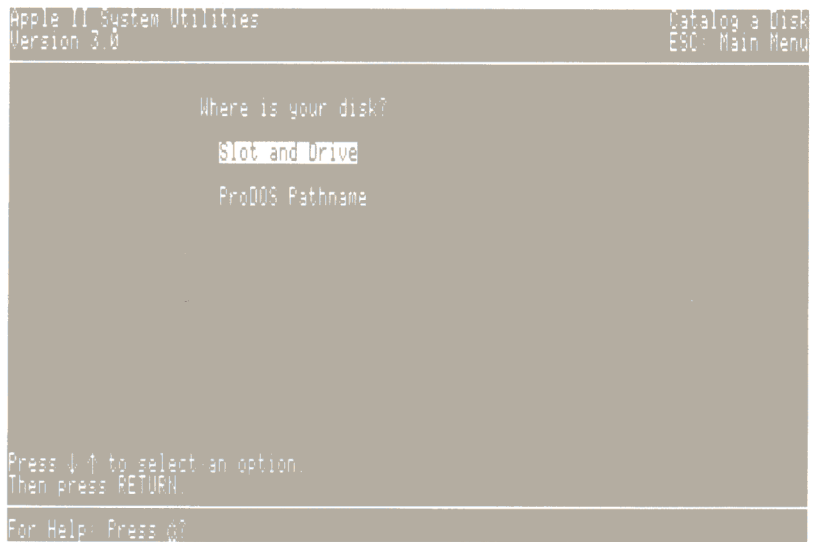 Apple II System Utilities
Version 3.0
Catalog a Disk
ESC: Main Menu
Where is your disk?
Slot and Drive
ProDOS Pathname
Press ↓ ↑ to select an option.
Then press RETURN.
For Help: Press ⌂?